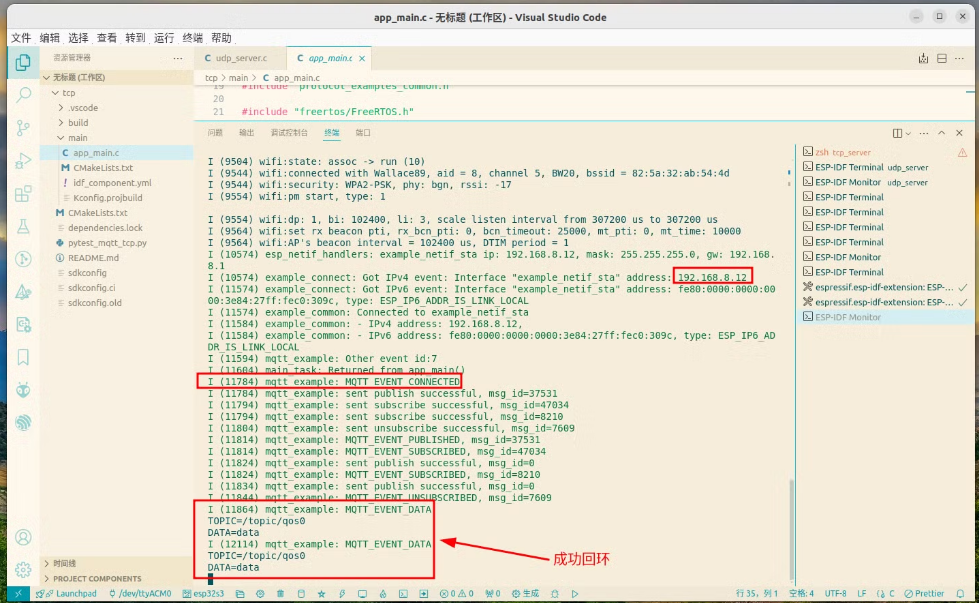 app_main.c - 无标题 (工作区) - Visual Studio Code
文件 编辑 选择 查看 转到 运行 终端 帮助
资源管理器
无标题 (工作区)
tcp
.vscode
build
main
app_main.c
CMakeLists.txt
idf_component.yml
Kconfig.projbuild
CMakeLists.txt
dependencies.lock
pytest_mqtt_tcp.py
README.md
sdkconfig
sdkconfig.ci
sdkconfig.old
时间线
PROJECT COMPONENTS
udp_server.c
app_main.c
tcp > main > app_main.c
19 #include "protocol_examples_common.h"
20
21 #include "freertos/FreeRTOS.h"
问题 输出 调试控制台 终端 端口
I (9504) wifi:state: assoc -> run (10)
I (9544) wifi:connected with Wallace89, aid = 8, channel 5, BW20, bssid = 82:5a:32:ab:54:4d
I (9544) wifi:security: WPA2-PSK, phy: bgn, rssi: -17
I (9554) wifi:pm start, type: 1
I (9554) wifi:dp: 1, bi: 102400, li: 3, scale listen interval from 307200 us to 307200 us
I (9564) wifi:set rx beacon pti, rx_bcn_pti: 0, bcn_timeout: 25000, mt_pti: 0, mt_time: 10000
I (9564) wifi:AP's beacon interval = 102400 us, DTIM period = 1
I (10574) esp_netif_handlers: example_netif_sta ip: 192.168.8.12, mask: 255.255.255.0, gw: 192.168.
8.1
I (10574) example_connect: Got IPv4 event: Interface "example_netif_sta" address: 192.168.8.12
I (11574) example_connect: Got IPv6 event: Interface "example_netif_sta" address: fe80:0000:0000:00
00:3e84:27ff:fec0:309c, type: ESP_IP6_ADDR_IS_LINK_LOCAL
I (11574) example_common: Connected to example_netif_sta
I (11584) example_common: - IPv4 address: 192.168.8.12,
I (11584) example_common: - IPv6 address: fe80:0000:0000:0000:3e84:27ff:fec0:309c, type: ESP_IP6_AD
DR_IS_LINK_LOCAL
I (11594) mqtt_example: Other event id:7
I (11604) main_task: Returned from app_main()
I (11784) mqtt_example: MQTT_EVENT_CONNECTED
I (11784) mqtt_example: sent publish successful, msg_id=37531
I (11794) mqtt_example: sent subscribe successful, msg_id=47034
I (11794) mqtt_example: sent subscribe successful, msg_id=8210
I (11804) mqtt_example: sent unsubscribe successful, msg_id=7609
I (11814) mqtt_example: MQTT_EVENT_PUBLISHED, msg_id=37531
I (11814) mqtt_example: MQTT_EVENT_SUBSCRIBED, msg_id=47034
I (11824) mqtt_example: sent publish successful, msg_id=0
I (11824) mqtt_example: MQTT_EVENT_SUBSCRIBED, msg_id=8210
I (11834) mqtt_example: sent publish successful, msg_id=0
I (11844) mqtt_example: MQTT_EVENT_UNSUBSCRIBED, msg_id=7609
I (11864) mqtt_example: MQTT_EVENT_DATA
TOPIC=/topic/qos0
DATA=data
I (12114) mqtt_example: MQTT_EVENT_DATA
TOPIC=/topic/qos0
DATA=data
成功回环
zsh tcp_server
ESP-IDF Terminal udp_server
ESP-IDF Monitor udp_server
ESP-IDF Terminal
ESP-IDF Terminal
ESP-IDF Terminal
ESP-IDF Terminal
ESP-IDF Monitor
ESP-IDF Terminal
espressif.esp-idf-extension: ESP-...
espressif.esp-idf-extension: ESP-...
ESP-IDF Monitor
Launchpad /dev/ttyACM0 esp32s3 0 0 0 生成 行 35, 列 1 空格: 4 UTF-8 LF C Prettier